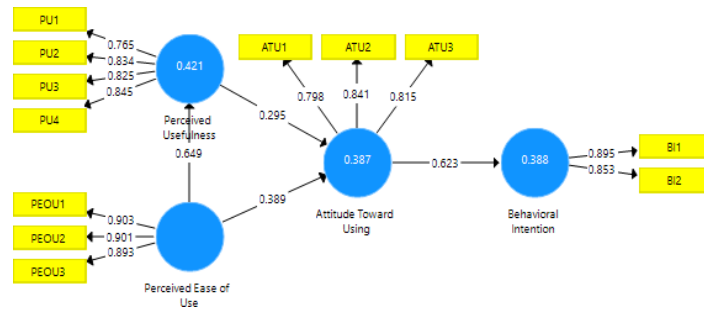 PU1
PU2
PU3
PU4
0.765
0.834
0.825
0.845
0.421
Perceived
Usefulness
0.649
ATU1
ATU2
ATU3
0.798
0.841
0.815
0.295
0.389
0.387
Attitude Toward
Using
0.623
0.388
Behavioral
Intention
0.895
0.853
BI1
BI2
PEOU1
PEOU2
PEOU3
0.903
0.901
0.893
Perceived Ease of
Use